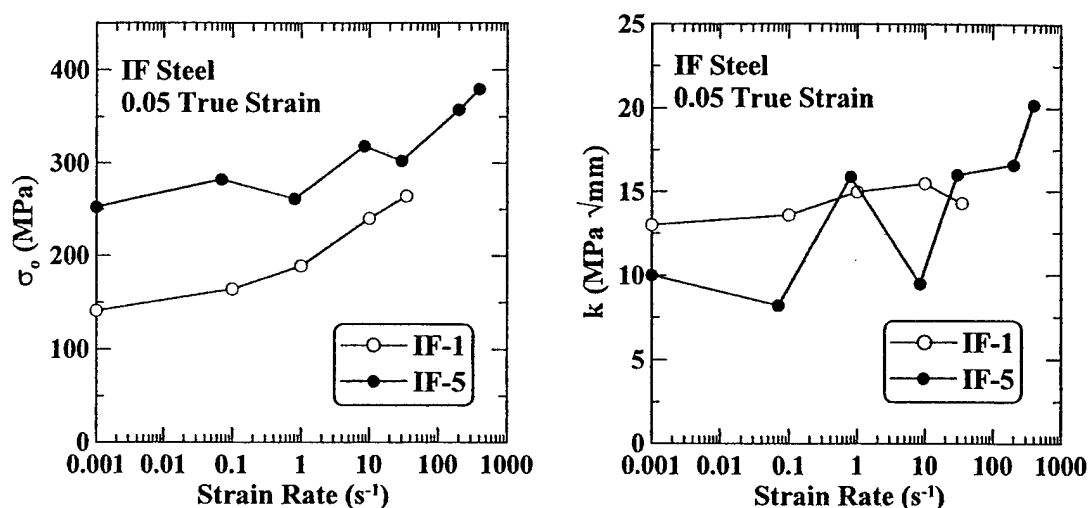 IF Steel
0.05 True Strain
σo (MPa)
400
300
200
100
0
IF-1
IF-5
0.001 0.01 0.1 1 10 100 1000
Strain Rate (s-1)
IF Steel
0.05 True Strain
k (MPa √mm)
25
20
15
10
5
0
IF-1
IF-5
0.001 0.01 0.1 1 10 100 1000
Strain Rate (s-1)